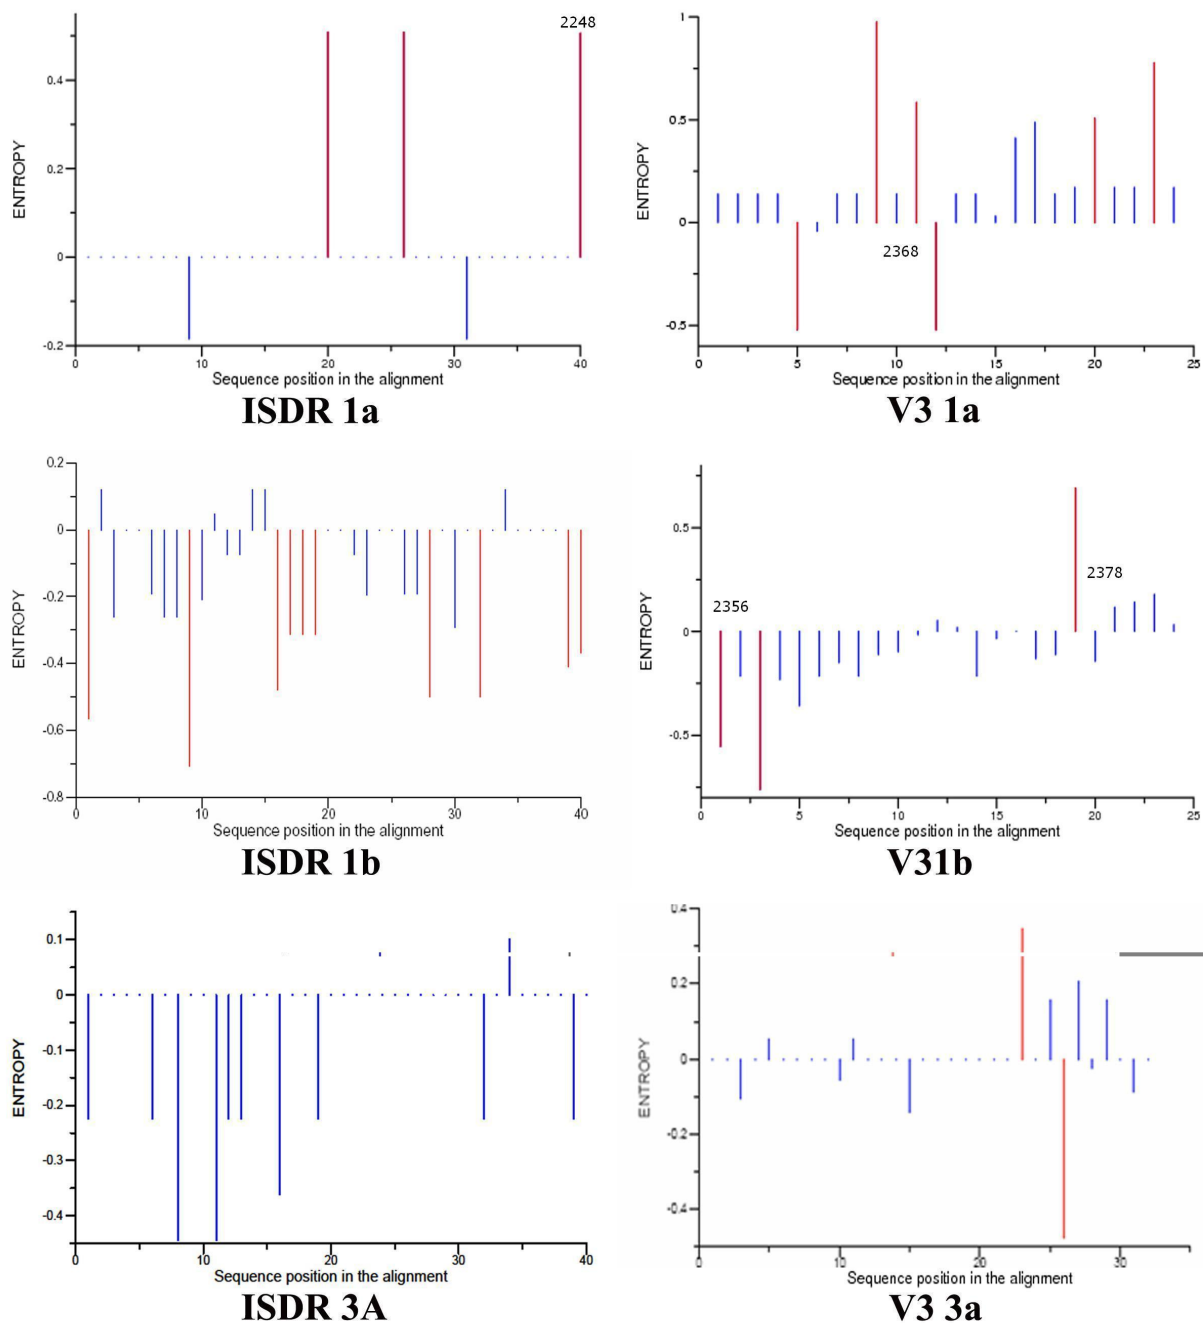 2248
0.4
0.2
0
-0.2
ENTROPY
0 10 20 30 40
Sequence position in the alignment
ISDR 1a
1
0.5
0
-0.5
ENTROPY
2368
0 5 10 15 20 25
Sequence position in the alignment
V3 1a
0.2
0
-0.2
-0.4
-0.6
-0.8
ENTROPY
0 10 20 30 40
Sequence position in the alignment
ISDR 1b
0.5
0
-0.5
ENTROPY
2356
2378
0 5 10 15 20 25
Sequence position in the alignment
V31b
0.1
0
-0.1
-0.2
-0.3
-0.4
ENTROPY
0 10 20 30 40
Sequence position in the alignment
ISDR 3A
0.4
0.2
0
-0.2
-0.4
ENTROPY
0 10 20 30
Sequence position in the alignment
V3 3a